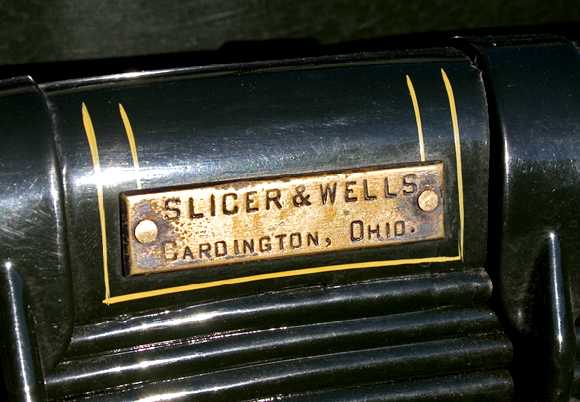 SLICER & WELLS
CARDINGTON, OHIO.